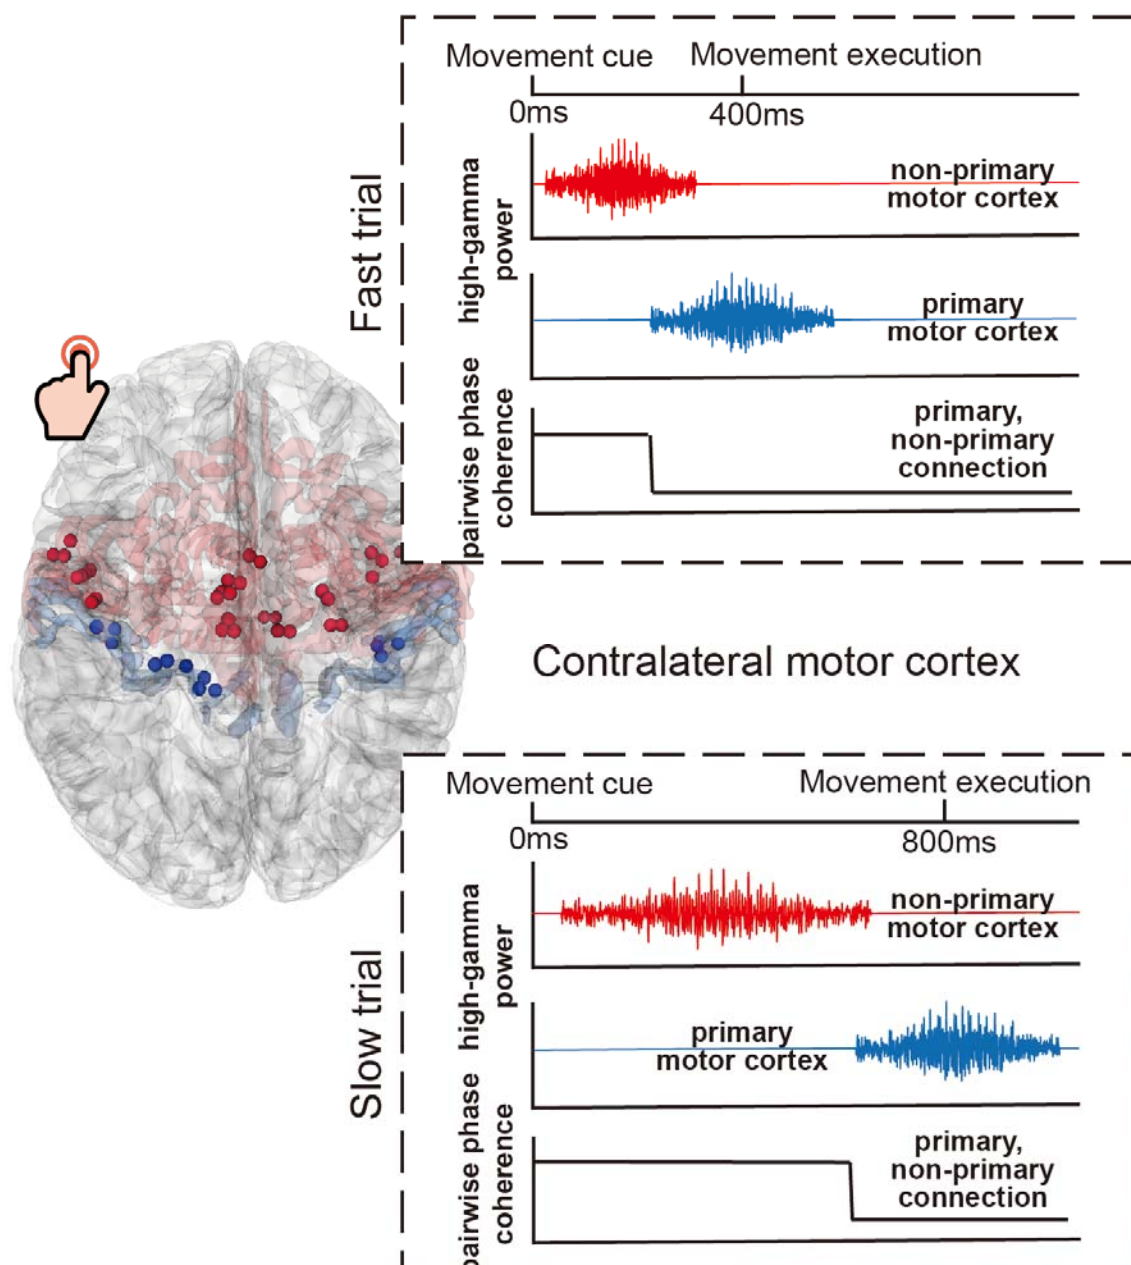 Movement cue
Movement execution
0ms
400ms
Fast trial
high-gamma
power
non-primary
motor cortex
primary
motor cortex
pairwise phase
coherence
primary,
non-primary
connection
Contralateral motor cortex
Movement cue
Movement execution
0ms
800ms
Slow trial
high-gamma
power
non-primary
motor cortex
primary
motor cortex
pairwise phase
coherence
primary,
non-primary
connection